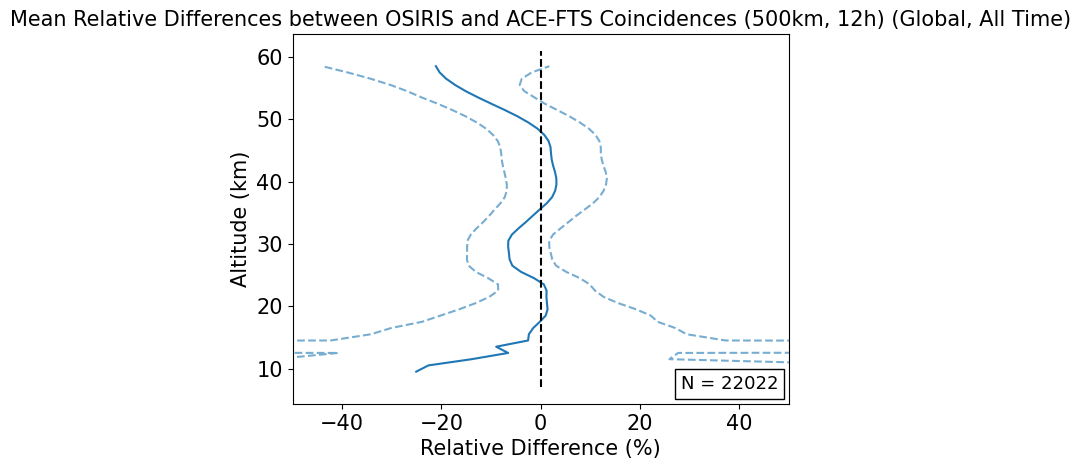 Mean Relative Differences between OSIRIS and ACE-FTS Coincidences (500km, 12h) (Global, All Time)
60
50
40
30
20
10
Altitude (km)
N = 22022
−40 −20 0 20 40
Relative Difference (%)